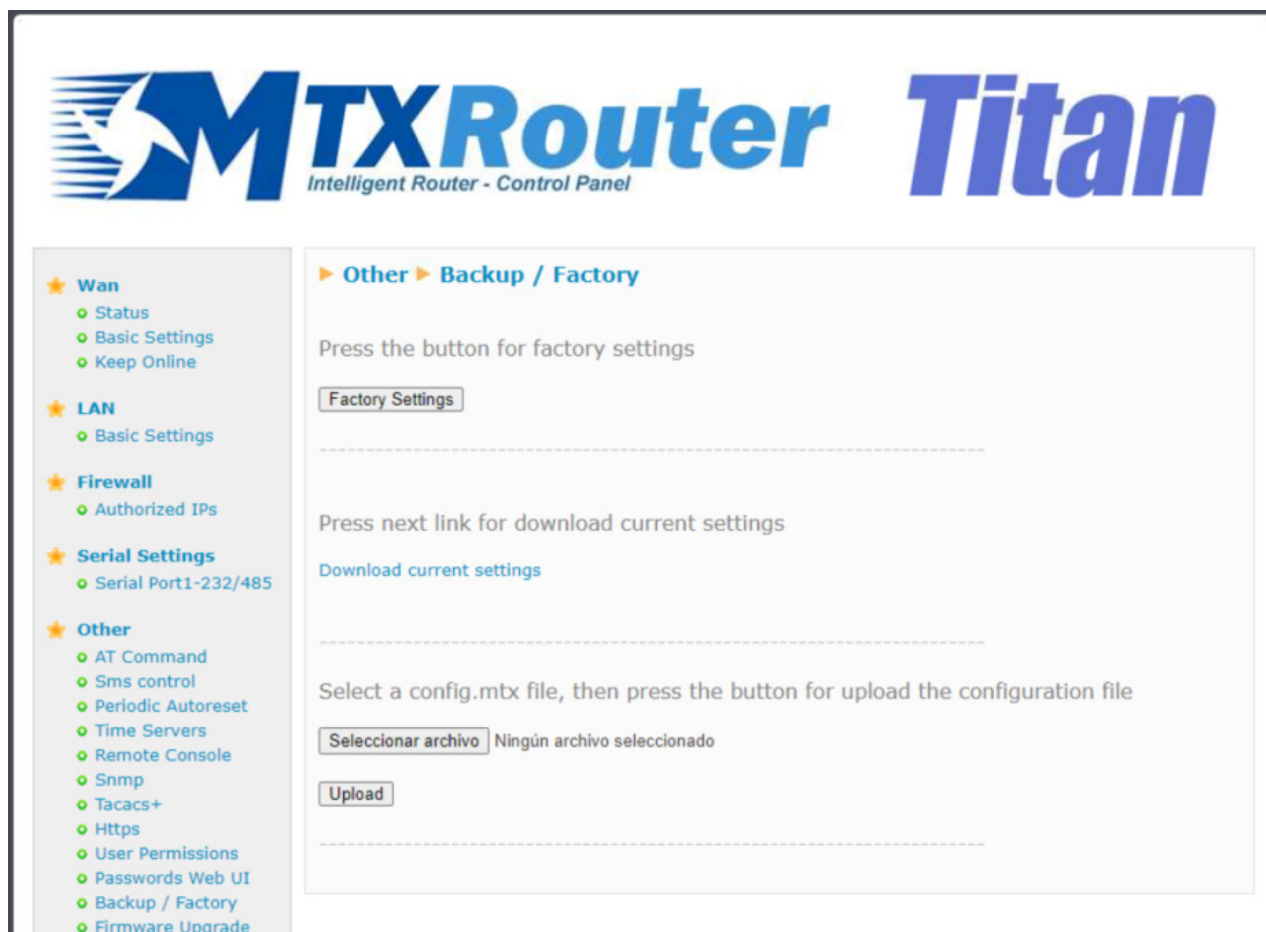 MTXRouter Titan
Intelligent Router - Control Panel
Wan
Status
Basic Settings
Keep Online
LAN
Basic Settings
Firewall
Authorized IPs
Serial Settings
Serial Port1-232/485
Other
AT Command
Sms control
Periodic Autoreset
Time Servers
Remote Console
Snmp
Tacacs+
Https
User Permissions
Passwords Web UI
Backup / Factory
Firmware Upgrade
Other Backup / Factory
Press the button for factory settings
Factory Settings
Press next link for download current settings
Download current settings
Select a config.mtx file, then press the button for upload the configuration file
Seleccionar archivo Ningún archivo seleccionado
Upload